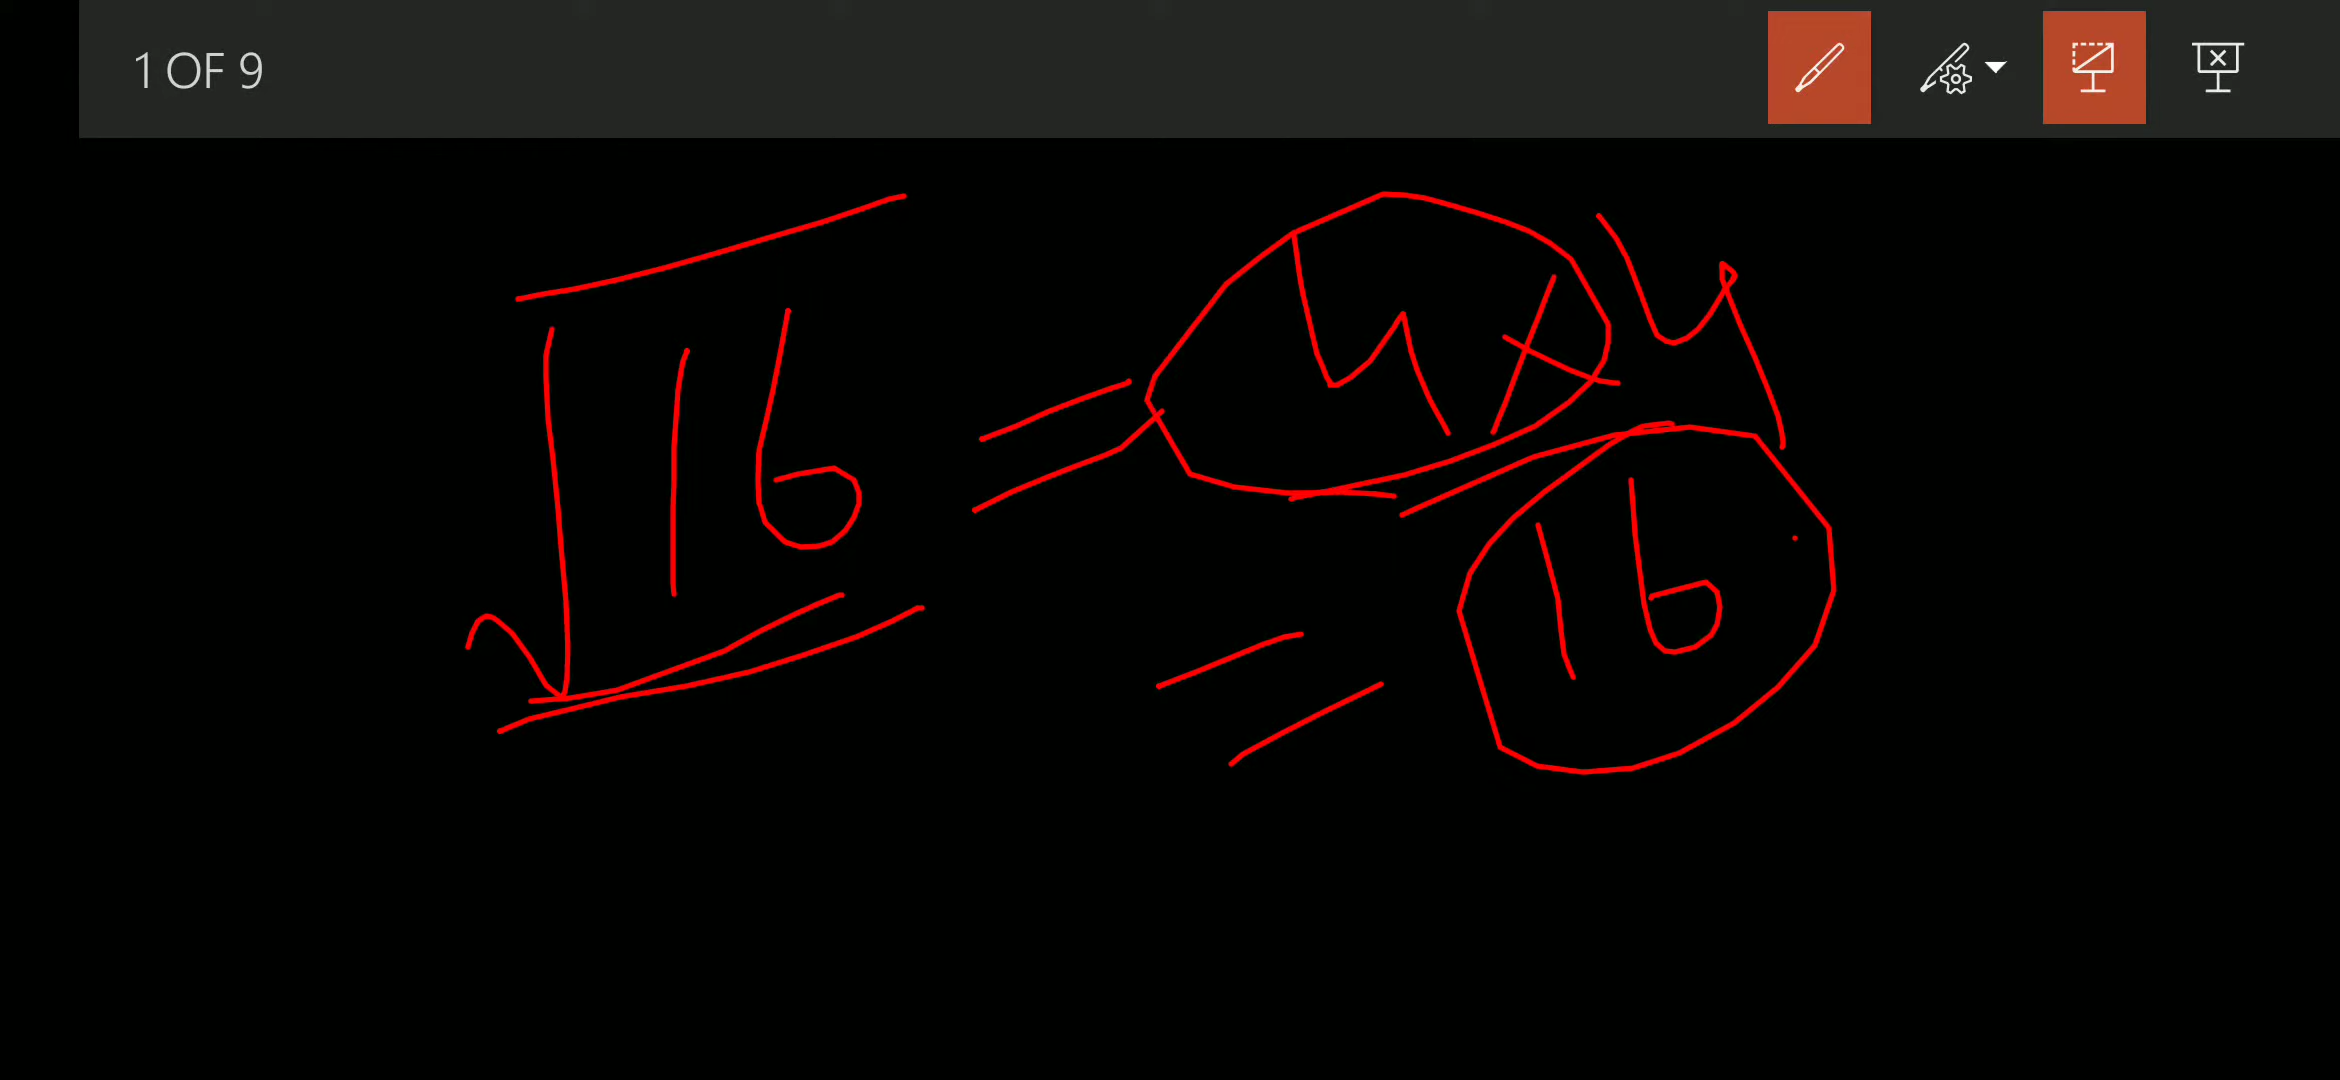 1 OF 9
√16 = 4 × 4
= 16